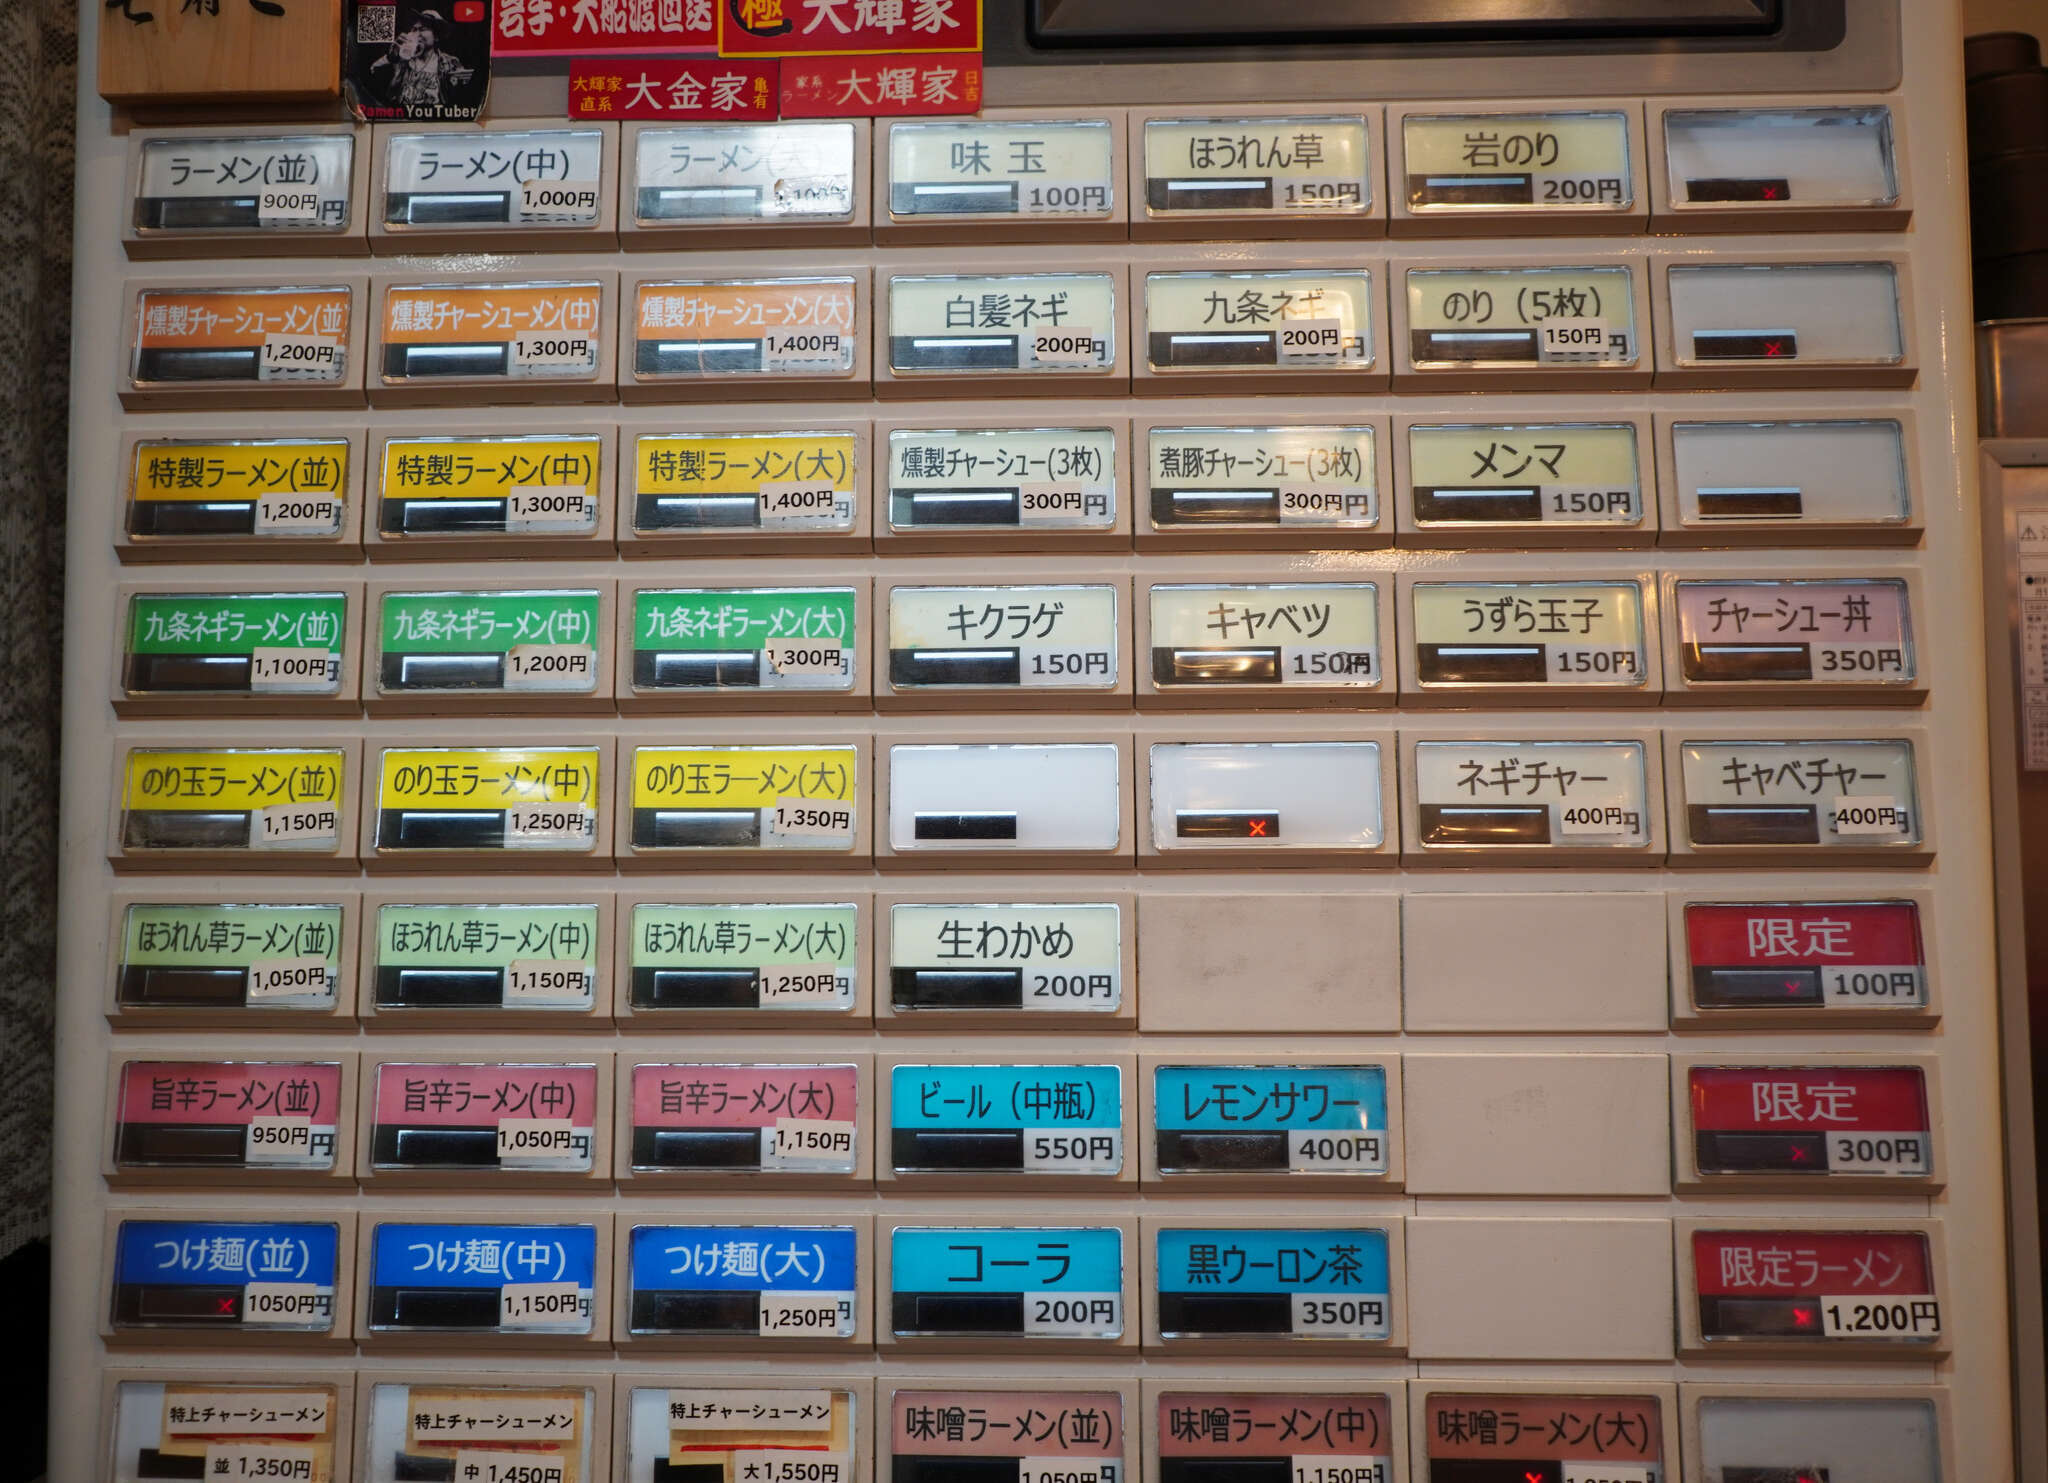 岩手・大船渡直送
極 大輝家
Ramen YouTuber
大輝家直系 大金家 亀有
家系ラーメン 大輝家 日吉
ラーメン(並) 900円
ラーメン(中) 1,000円
ラーメン(大)
味玉 100円
ほうれん草 150円
岩のり 200円
燻製チャーシューメン(並) 1,200円
燻製チャーシューメン(中) 1,300円
燻製チャーシューメン(大) 1,400円
白髪ネギ 200円
九条ネギ 200円
のり（5枚） 150円
特製ラーメン(並) 1,200円
特製ラーメン(中) 1,300円
特製ラーメン(大) 1,400円
燻製チャーシュー(3枚) 300円
煮豚チャーシュー(3枚) 300円
メンマ 150円
九条ネギラーメン(並) 1,100円
九条ネギラーメン(中) 1,200円
九条ネギラーメン(大) 1,300円
キクラゲ 150円
キャベツ 150円
うずら玉子 150円
チャーシュー丼 350円
のり玉ラーメン(並) 1,150円
のり玉ラーメン(中) 1,250円
のり玉ラーメン(大) 1,350円
ネギチャー 400円
キャベチャー 400円
ほうれん草ラーメン(並) 1,050円
ほうれん草ラーメン(中) 1,150円
ほうれん草ラーメン(大) 1,250円
生わかめ 200円
限定 100円
旨辛ラーメン(並) 950円
旨辛ラーメン(中) 1,050円
旨辛ラーメン(大) 1,150円
ビール（中瓶） 550円
レモンサワー 400円
限定 300円
つけ麺(並) 1050円
つけ麺(中) 1,150円
つけ麺(大) 1,250円
コーラ 200円
黒ウーロン茶 350円
限定ラーメン 1,200円
特上チャーシューメン 並 1,350円
特上チャーシューメン 中 1,450円
特上チャーシューメン 大 1,550円
味噌ラーメン(並) 1,050円
味噌ラーメン(中) 1,150円
味噌ラーメン(大)